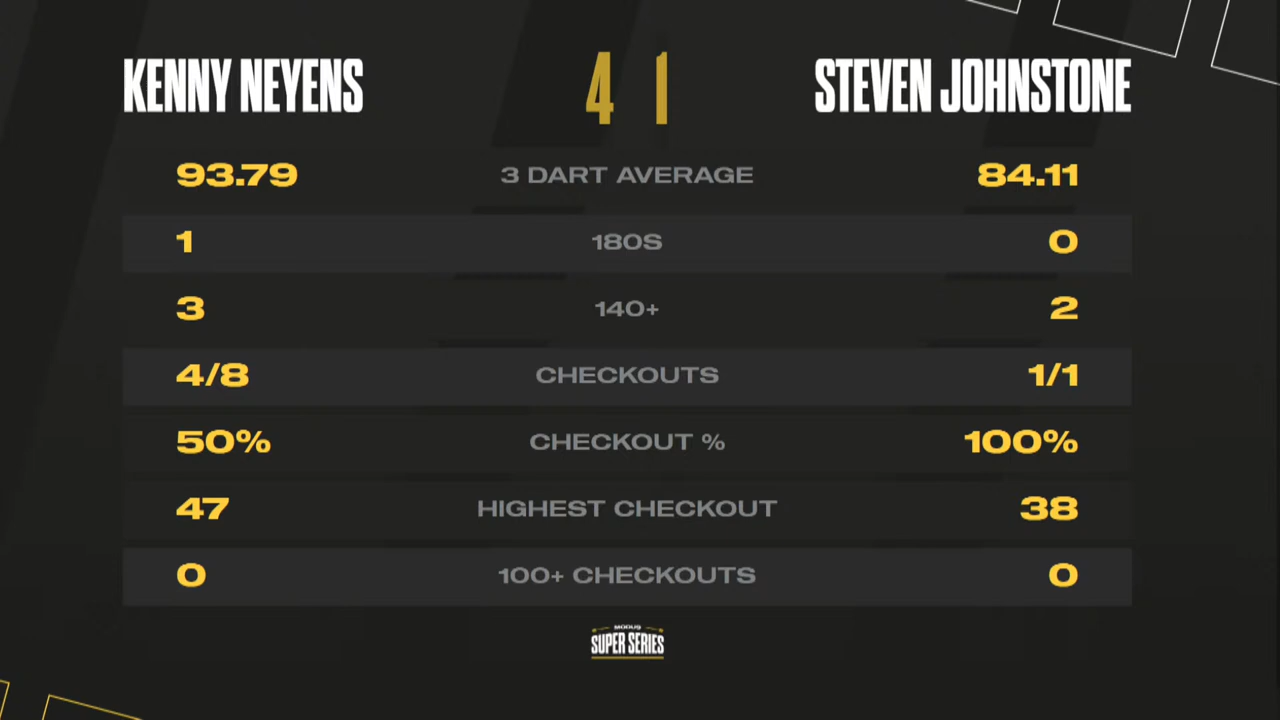 KENNY NEYENS 4 1 STEVEN JOHNSTONE
93.79 3 DART AVERAGE 84.11
1 180S 0
3 140+ 2
4/8 CHECKOUTS 1/1
50% CHECKOUT % 100%
47 HIGHEST CHECKOUT 38
0 100+ CHECKOUTS 0
MODUS
SUPER SERIES